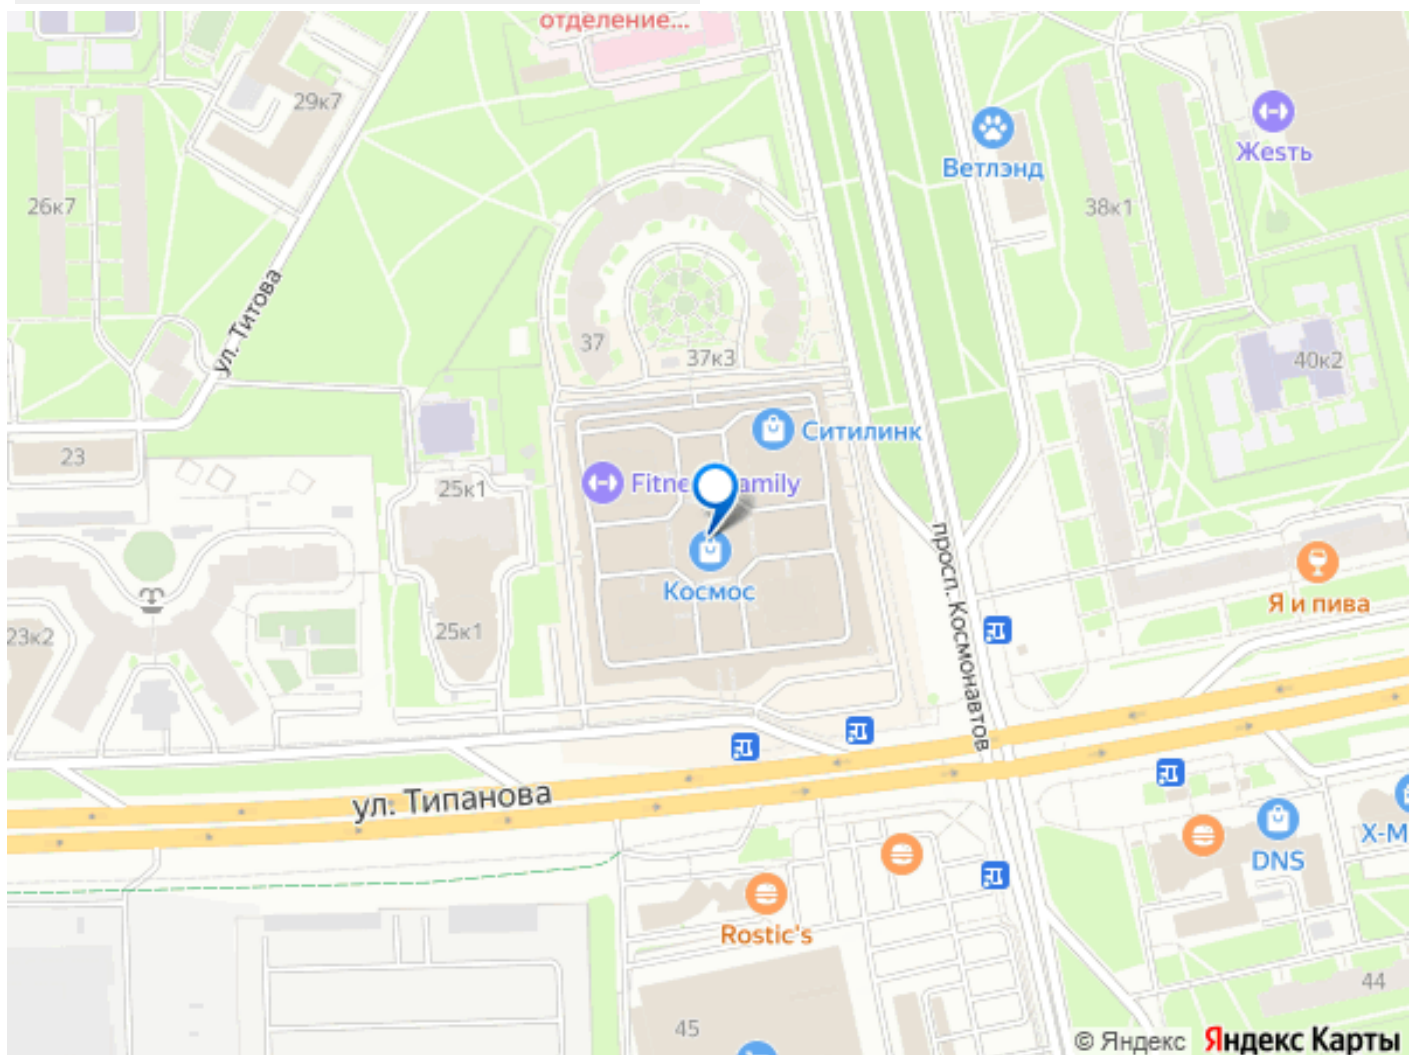 отделение...
29к7
Жесть
Ветлэнд
26к7
38к1
ул. Титова
37
37к3
40к2
Ситилинк
23
Fitne amily
25к1
просп. Космонавтов
Космос
Я и пива
23к2
25к1
ул. Типанова
X-M
DNS
Rostic's
44
45
© Яндекс Яндекс Карты